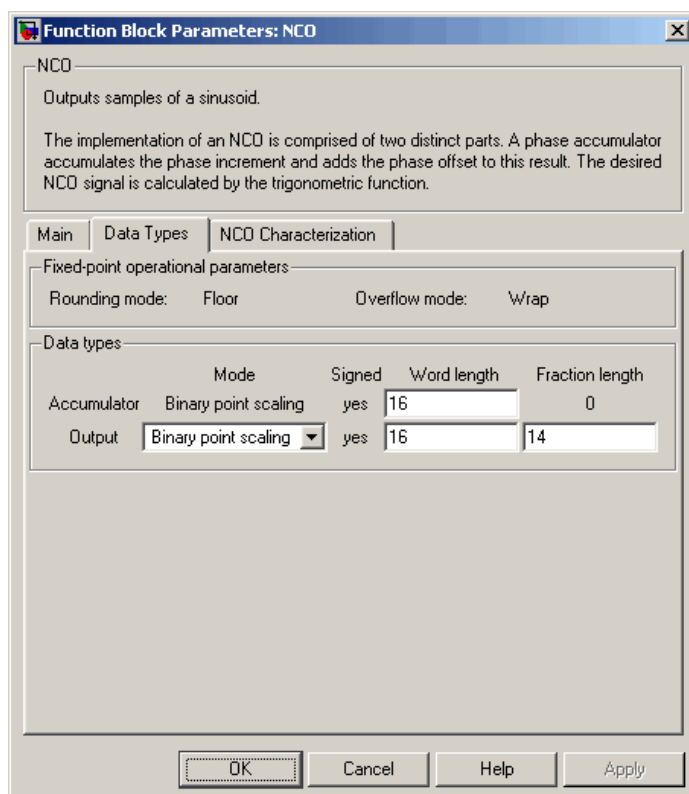 Function Block Parameters: NCO
NCO
Outputs samples of a sinusoid.
The implementation of an NCO is comprised of two distinct parts. A phase accumulator
accumulates the phase increment and adds the phase offset to this result. The desired
NCO signal is calculated by the trigonometric function.
Main Data Types NCO Characterization
Fixed-point operational parameters
Rounding mode: Floor Overflow mode: Wrap
Data types
Mode Signed Word length Fraction length
Accumulator Binary point scaling yes 16 0
Output Binary point scaling yes 16 14
OK Cancel Help Apply